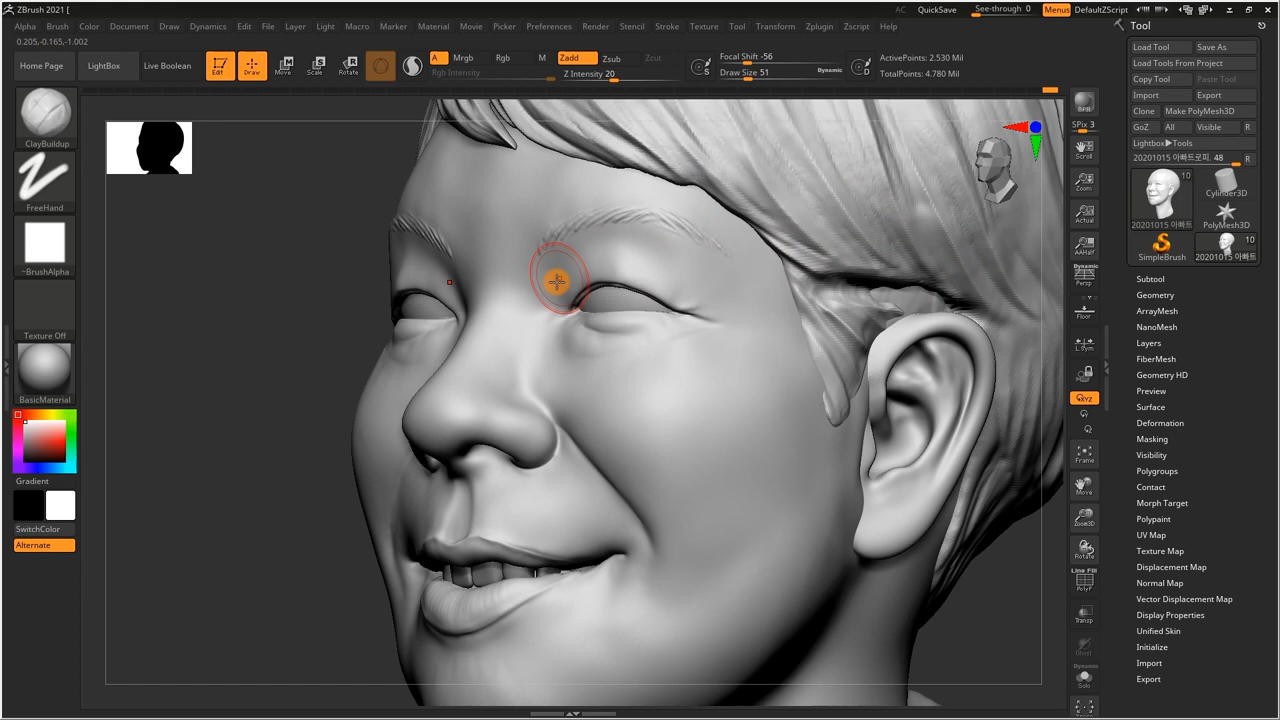 ZBrush 2021 [
AC QuickSave See-through 0 Menus DefaultZScript
Alpha Brush Color Document Draw Dynamics Edit File Layer Light Macro Marker Material Movie Picker Preferences Render Stencil Stroke Texture Tool Transform Zplugin Zscript Help
0.205,-0.165,-1.002
Home Page LightBox Live Boolean Edit Draw Move Scale Rotate
A Mrgb Rgb M Zadd Zsub Zcut
Rgb Intensity Z Intensity 20
S Focal Shift -56
Draw Size 51 Dynamic
D ActivePoints: 2.530 Mil
TotalPoints: 4.780 Mil
ClayBuildup
FreeHand
~BrushAlpha
Texture Off
BasicMaterial
Gradient
SwitchColor
Alternate
BPR
SPix 3
Scroll
Zoom
Actual
AAHalf
Dynamic
Persp
Floor
L.Sym
XYZ
Frame
Move
Zoom3D
Rotate
Line Fill
PolyF
Transp
Ghost
Dynamic
Solo
Tool
Load Tool Save As
Load Tools From Project
Copy Tool Paste Tool
Import Export
Clone Make PolyMesh3D
GoZ All Visible R
Lightbox▶Tools
20201015 아빠트로피. 48 R
10
20201015 아빠트
Cylinder3D
PolyMesh3D
SimpleBrush
10
20201015 아빠트
Subtool
Geometry
ArrayMesh
NanoMesh
Layers
FiberMesh
Geometry HD
Preview
Surface
Deformation
Masking
Visibility
Polygroups
Contact
Morph Target
Polypaint
UV Map
Texture Map
Displacement Map
Normal Map
Vector Displacement Map
Display Properties
Unified Skin
Initialize
Import
Export